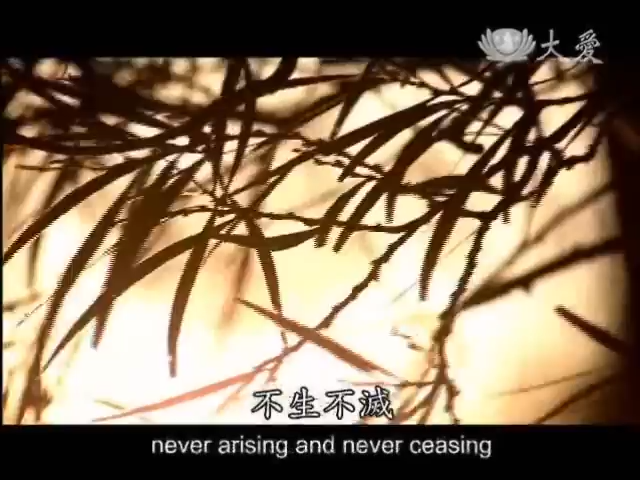 大愛
不生不滅
never arising and never ceasing